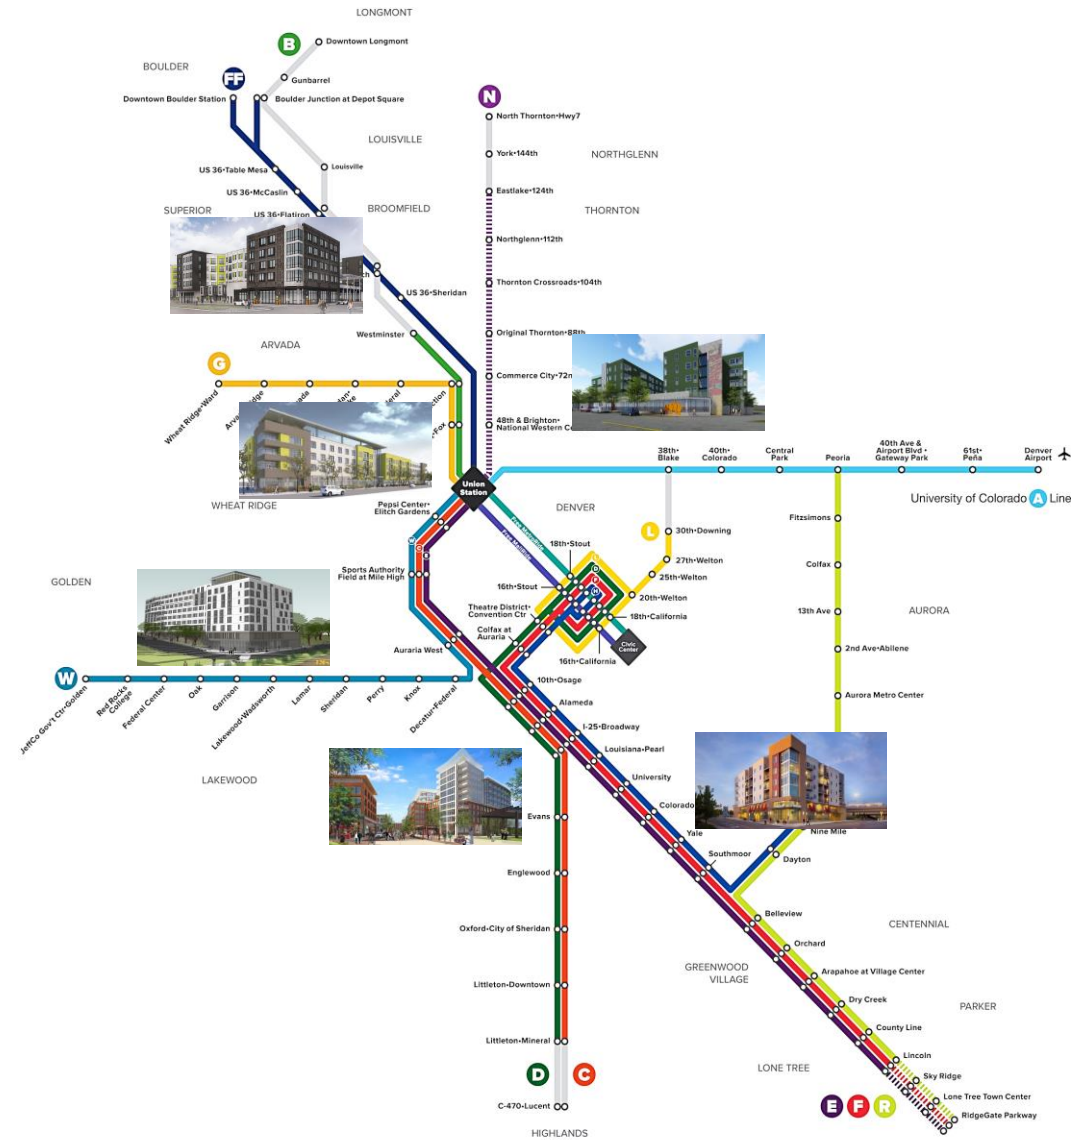 LONGMONT
B
Downtown Longmont
BOULDER
FF
Gunbarrel
Downtown Boulder Station
Boulder Junction at Depot Square
N
North Thornton•Hwy7
LOUISVILLE
York•144th
NORTHGLENN
US 36•Table Mesa
Louisville
US 36•McCaslin
Eastlake•124th
SUPERIOR
US 36•Flatiron
BROOMFIELD
THORNTON
Northglenn•112th
Thornton Crossroads•104th
US 36•Sheridan
Westminster
Original Thornton•88th
ARVADA
G
Commerce City•72n
Wheat Ridge•Ward
48th & Brighton•
National Western Ce
38th•
Blake
40th•
Colorado
Central
Park
Peoria
40th Ave &
Airport Blvd •
Gateway Park
61st•
Peña
Denver
Airport
Union
Station
University of Colorado A Line
WHEAT RIDGE
Pepsi Center•
Elitch Gardens
DENVER
Free MetroRide
Free MallRide
Fitzsimons
L
30th•Downing
18th•Stout
W
C
E
27th•Welton
Colfax
Sports Authority
Field at Mile High
GOLDEN
25th•Welton
16th•Stout
L
D
F
H
20th•Welton
Theatre District•
Convention Ctr
18th•California
13th Ave
AURORA
Colfax at
Auraria
Civic
Center
Auraria West
16th•California
2nd Ave•Abilene
W
JeffCo Gov't Ctr•Golden
Red Rocks
College
Federal Center
Oak
Garrison
Lakewood•Wadsworth
Lamar
Sheridan
Perry
Knox
Decatur•Federal
10th•Osage
Aurora Metro Center
Alameda
I-25•Broadway
Louisiana•Pearl
LAKEWOOD
University
Colorado
Evans
Yale
Nine Mile
Southmoor
Dayton
Englewood
Belleview
CENTENNIAL
Oxford•City of Sheridan
Orchard
GREENWOOD
VILLAGE
Arapahoe at Village Center
Littleton•Downtown
Dry Creek
PARKER
County Line
Littleton•Mineral
Lincoln
LONE TREE
Sky Ridge
D
C
Lone Tree Town Center
E
F
R
C-470•Lucent
RidgeGate Parkway
HIGHLANDS